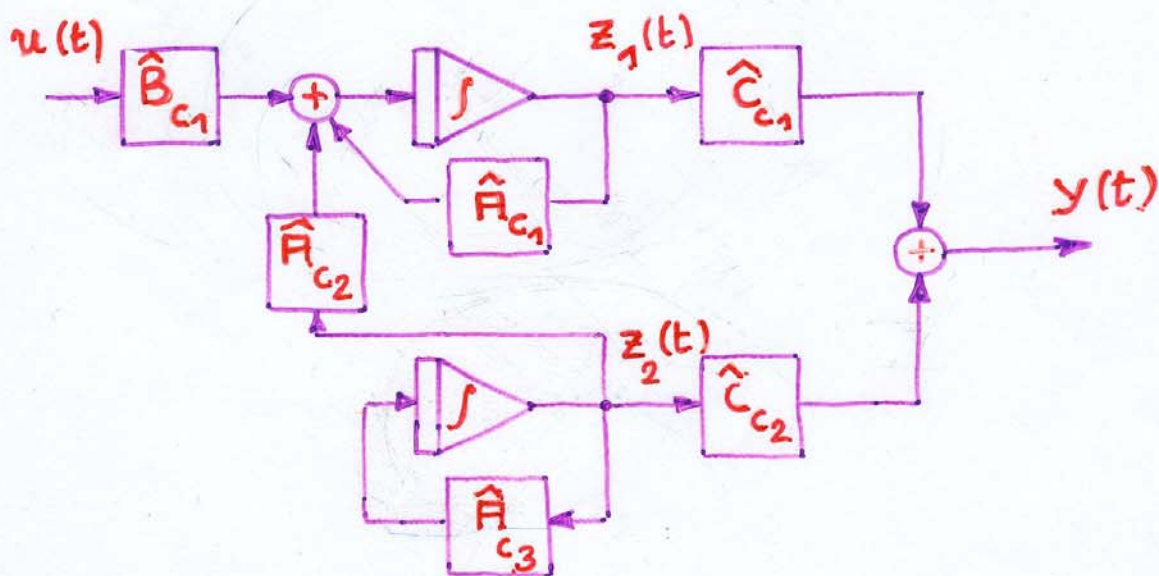 u(t)
B̂c₁
+
∫
z₁(t)
Ĉc₁
Âc₁
Âc₂
y(t)
+
∫
z₂(t)
Ĉc₂
Âc₃